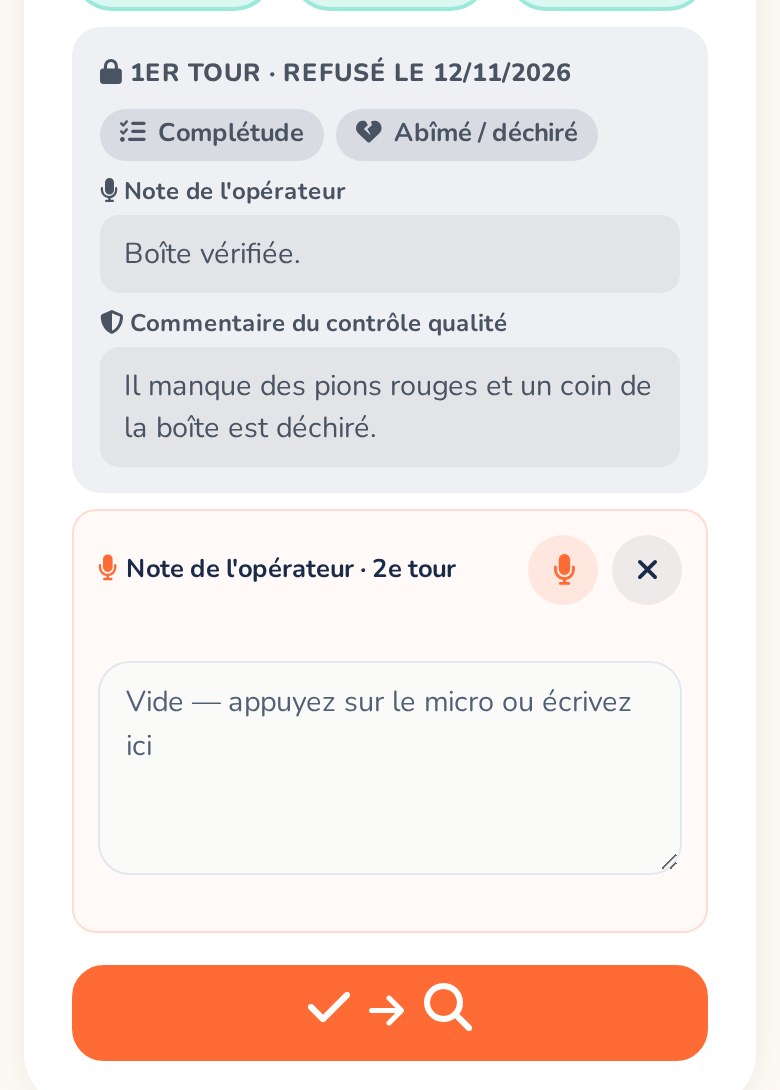 1ER TOUR · REFUSÉ LE 12/11/2026
Complétude
Abîmé / déchiré
Note de l'opérateur
Boîte vérifiée.
Commentaire du contrôle qualité
Il manque des pions rouges et un coin de
la boîte est déchiré.
Note de l'opérateur · 2e tour
Vide — appuyez sur le micro ou écrivez
ici